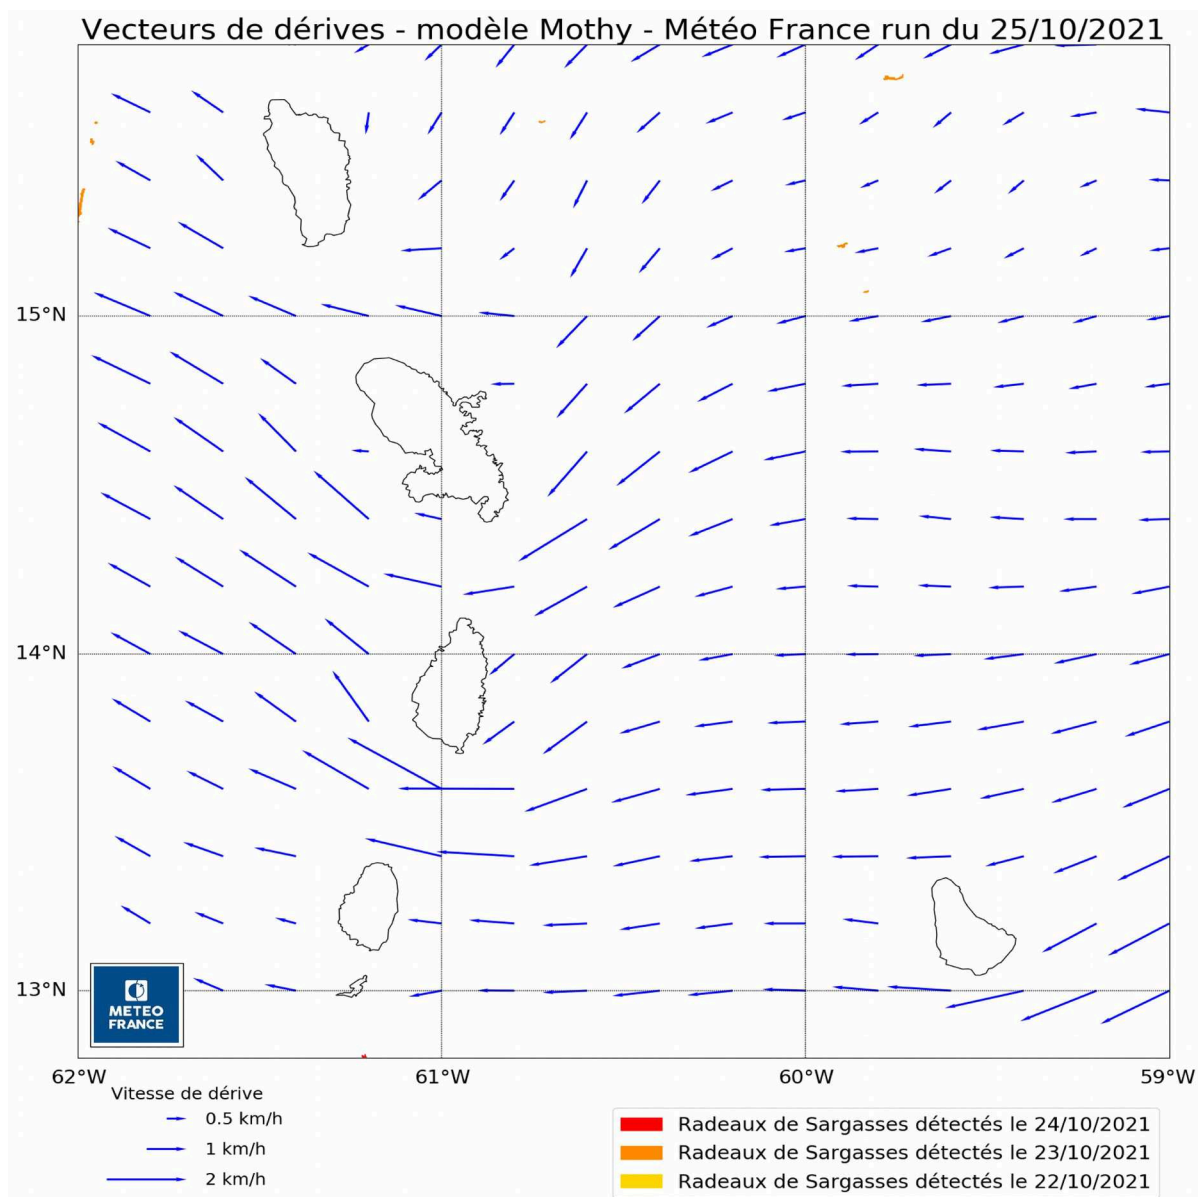 Vecteurs de dérives - modèle Mothy - Météo France run du 25/10/2021
15°N
14°N
13°N
METEO
FRANCE
62°W
61°W
60°W
59°W
Vitesse de dérive
0.5 km/h
1 km/h
2 km/h
Radeaux de Sargasses détectés le 24/10/2021
Radeaux de Sargasses détectés le 23/10/2021
Radeaux de Sargasses détectés le 22/10/2021